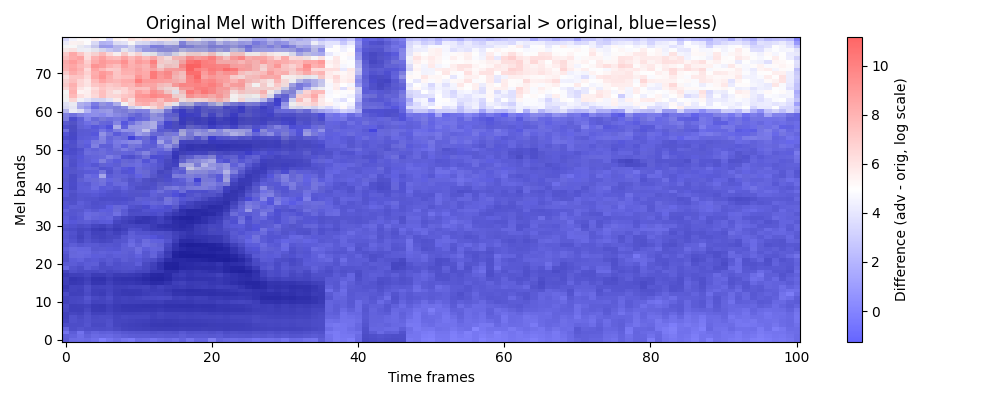 Original Mel with Differences (red=adversarial > original, blue=less)
Mel bands
70
60
50
40
30
20
10
0
0 20 40 60 80 100
Time frames
10
8
6
4
2
0
Difference (adv - orig, log scale)